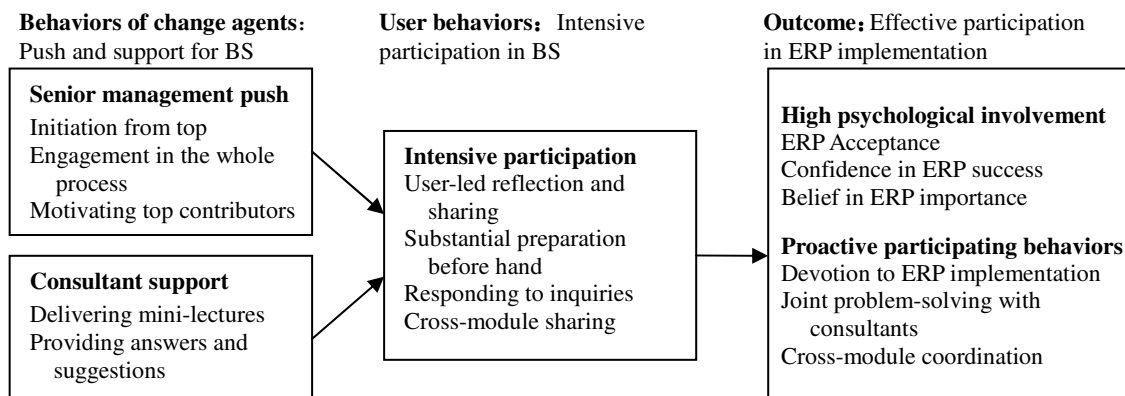 Behaviors of change agents:
Push and support for BS
Senior management push
Initiation from top
Engagement in the whole
process
Motivating top contributors
Consultant support
Delivering mini-lectures
Providing answers and
suggestions
User behaviors: Intensive
participation in BS
Intensive participation
User-led reflection and
sharing
Substantial preparation
before hand
Responding to inquiries
Cross-module sharing
Outcome: Effective participation
in ERP implementation
High psychological involvement
ERP Acceptance
Confidence in ERP success
Belief in ERP importance
Proactive participating behaviors
Devotion to ERP implementation
Joint problem-solving with
consultants
Cross-module coordination